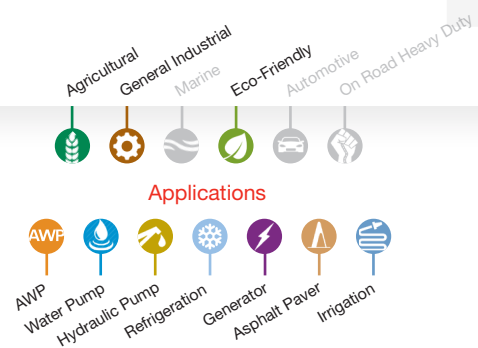 Agricultural
General Industrial
Marine
Eco-Friendly
Automotive
On Road Heavy Duty
Applications
AWP
AWP
Water Pump
Hydraulic Pump
Refrigeration
Generator
Asphalt Paver
Irrigation